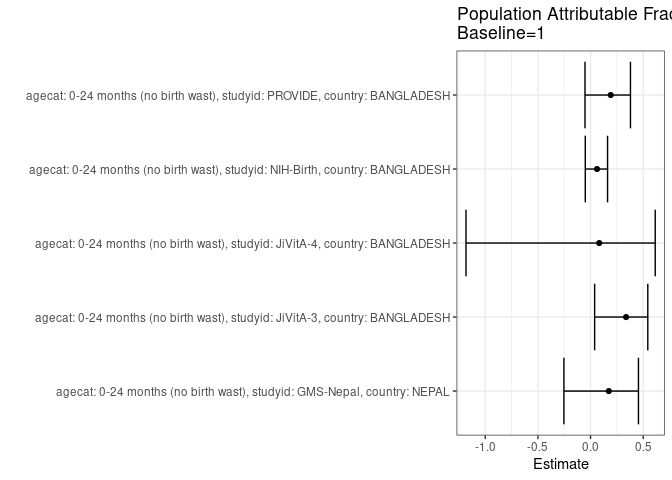 Population Attributable Frac
Baseline=1
agecat: 0-24 months (no birth wast), studyid: PROVIDE, country: BANGLADESH
agecat: 0-24 months (no birth wast), studyid: NIH-Birth, country: BANGLADESH
agecat: 0-24 months (no birth wast), studyid: JiVitA-4, country: BANGLADESH
agecat: 0-24 months (no birth wast), studyid: JiVitA-3, country: BANGLADESH
agecat: 0-24 months (no birth wast), studyid: GMS-Nepal, country: NEPAL
-1.0 -0.5 0.0 0.5
Estimate